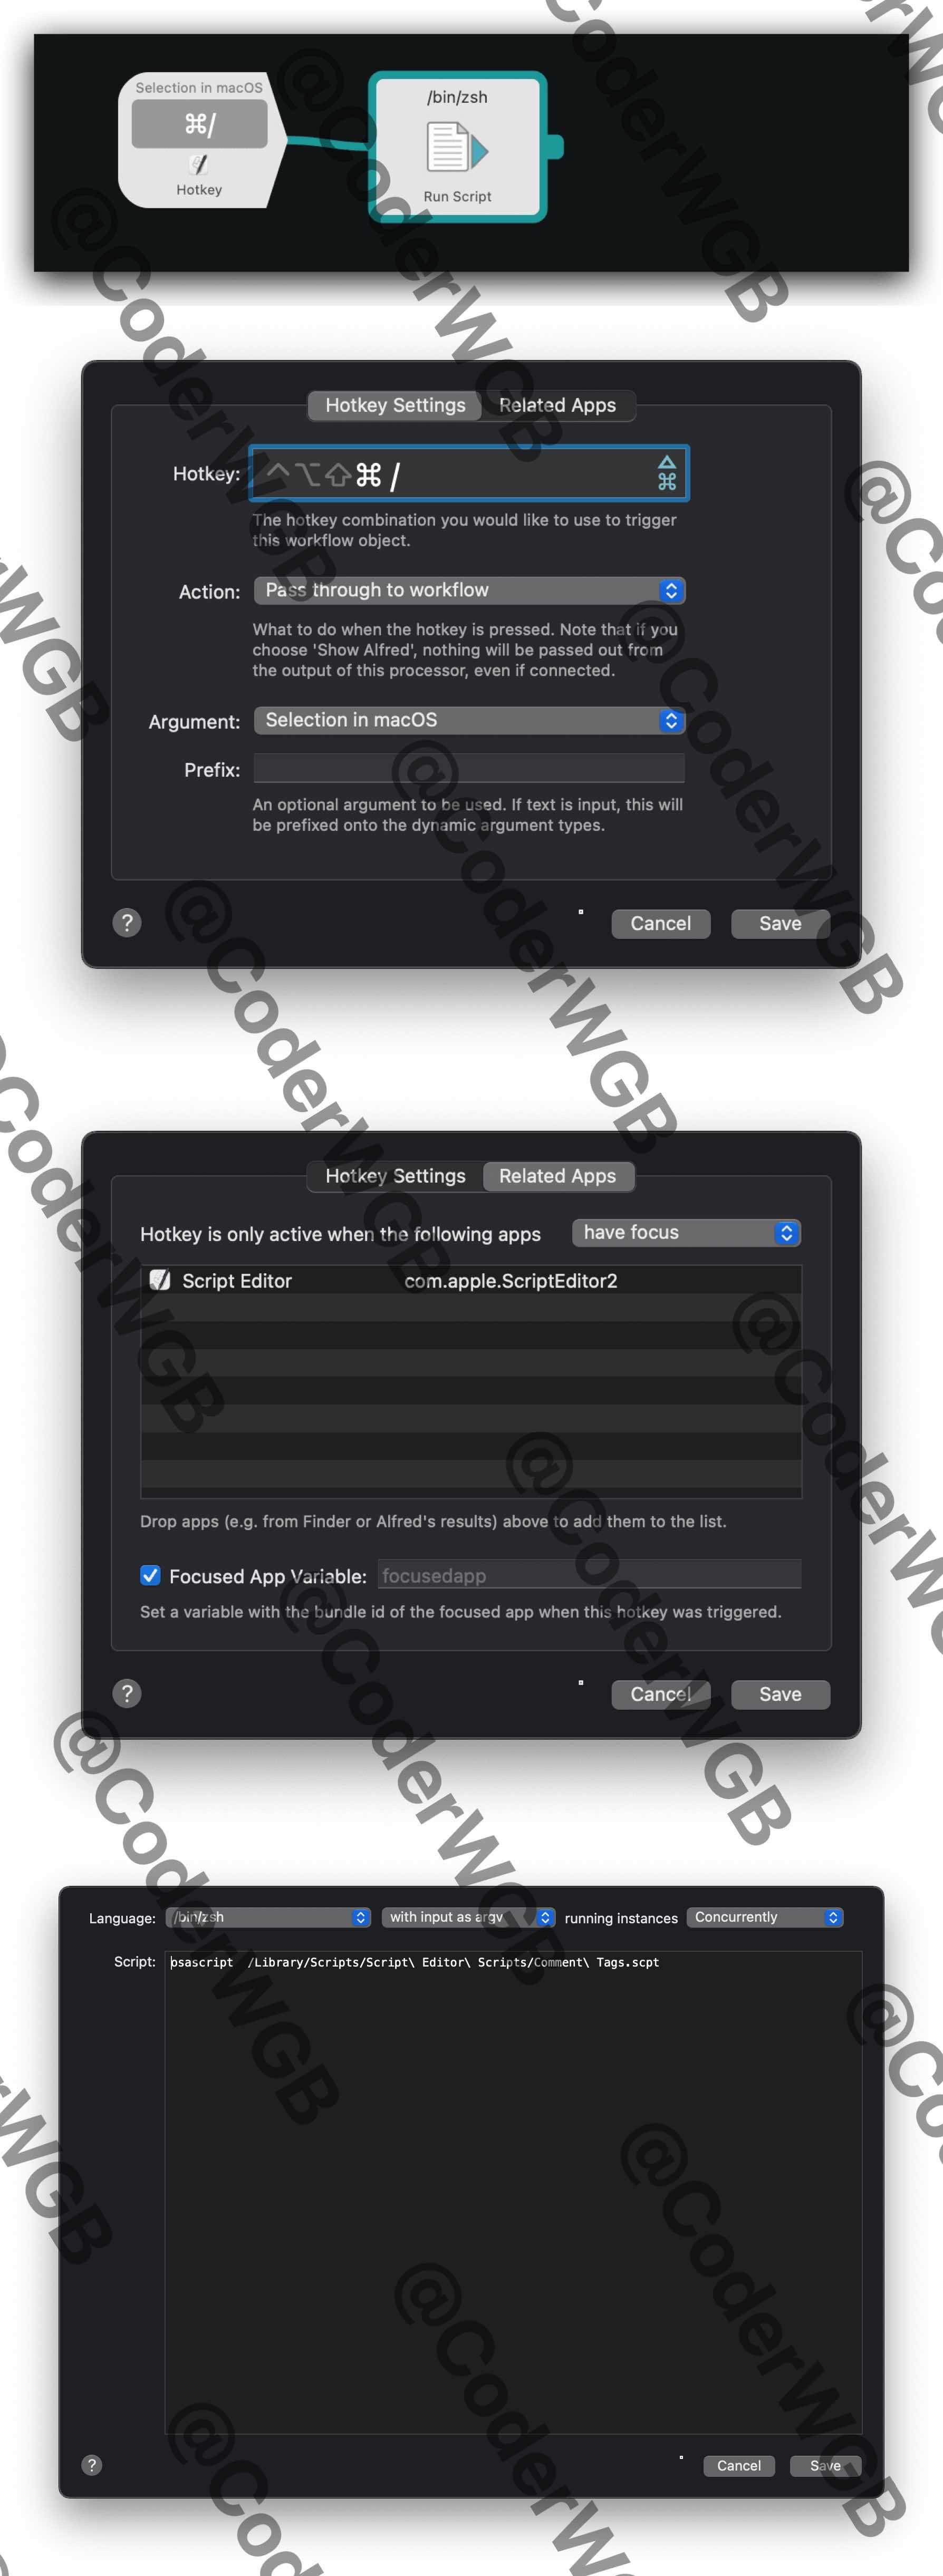 Selection in macOS
⌘/
Hotkey
/bin/zsh
Run Script
Hotkey Settings
Related Apps
Hotkey: ^⌥⇧⌘ /
The hotkey combination you would like to use to trigger
this workflow object.
Action: Pass through to workflow
What to do when the hotkey is pressed. Note that if you
choose 'Show Alfred', nothing will be passed out from
the output of this processor, even if connected.
Argument: Selection in macOS
Prefix:
An optional argument to be used. If text is input, this will
be prefixed onto the dynamic argument types.
?
Cancel
Save
Hotkey Settings
Related Apps
Hotkey is only active when the following apps have focus
Script Editor com.apple.ScriptEditor2
Drop apps (e.g. from Finder or Alfred's results) above to add them to the list.
Focused App Variable: focusedapp
Set a variable with the bundle id of the focused app when this hotkey was triggered.
?
Cancel
Save
Language: /bin/zsh with input as argv running instances Concurrently
Script: osascript /Library/Scripts/Script\ Editor\ Scripts/Comment\ Tags.scpt
?
Cancel
Save
@CoderWGB